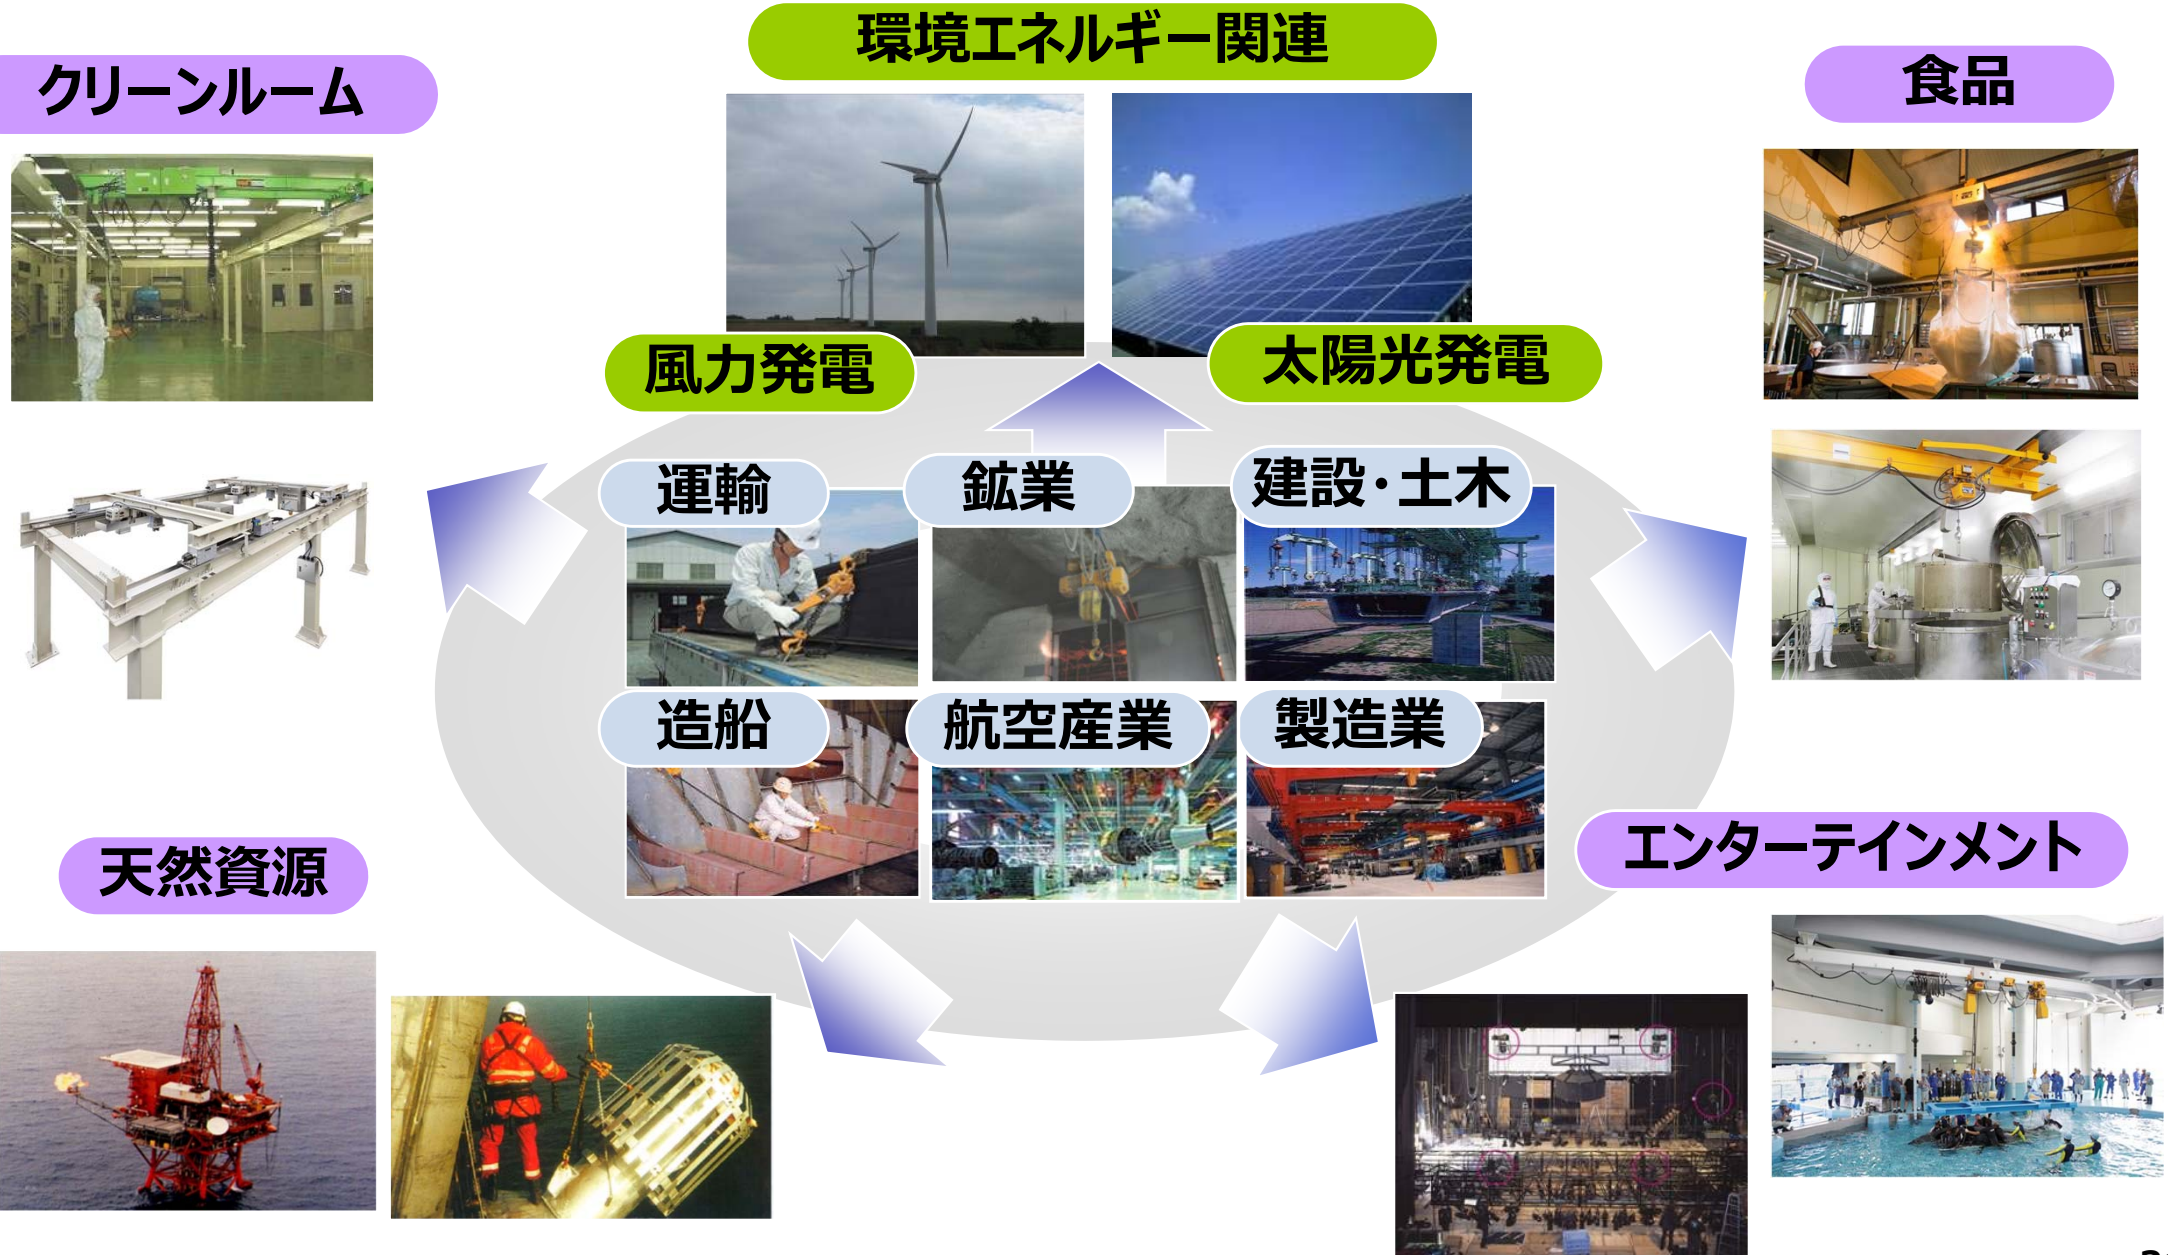 環境エネルギー関連
クリーンルーム
食品
風力発電
太陽光発電
運輸
鉱業
建設・土木
造船
航空産業
製造業
天然資源
エンターテインメント